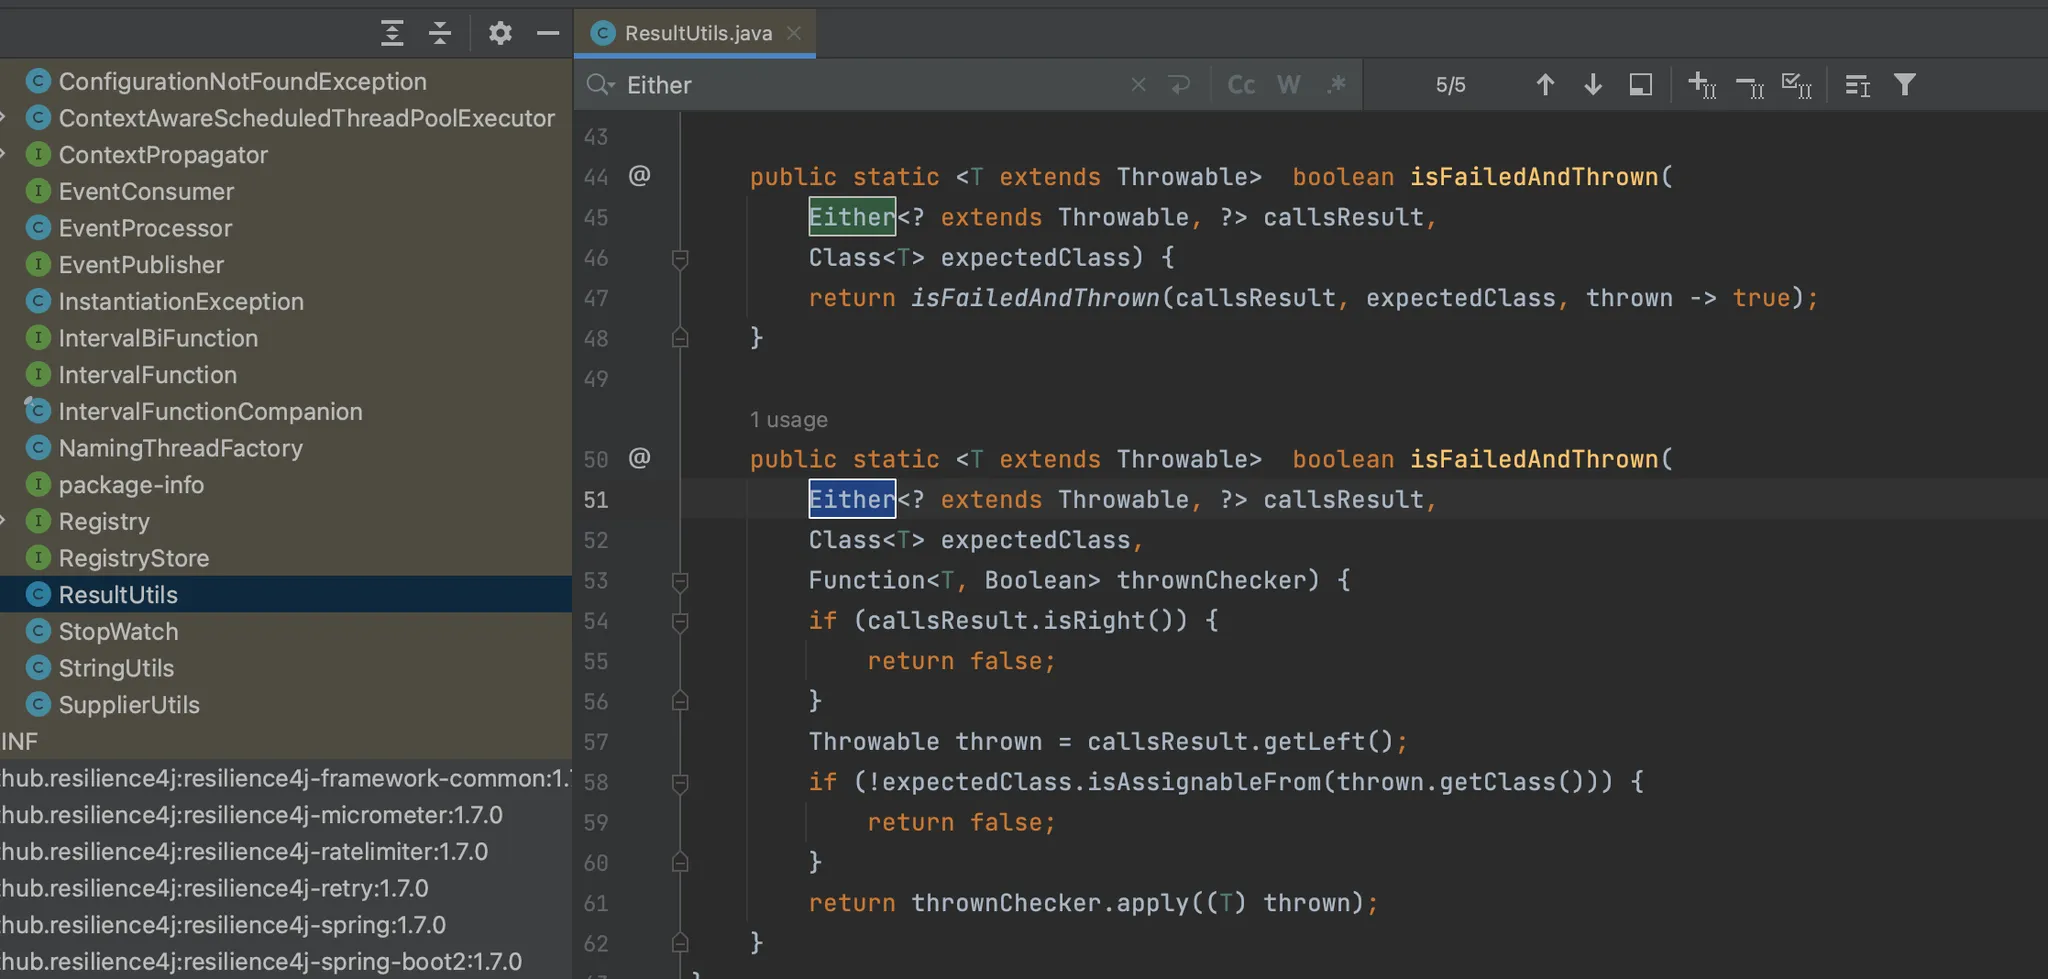 ConfigurationNotFoundException
ContextAwareScheduledThreadPoolExecutor
ContextPropagator
EventConsumer
EventProcessor
EventPublisher
InstantiationException
IntervalBiFunction
IntervalFunction
IntervalFunctionCompanion
NamingThreadFactory
package-info
Registry
RegistryStore
ResultUtils
StopWatch
StringUtils
SupplierUtils
INF
hub.resilience4j:resilience4j-framework-common:1.
hub.resilience4j:resilience4j-micrometer:1.7.0
hub.resilience4j:resilience4j-ratelimiter:1.7.0
hub.resilience4j:resilience4j-retry:1.7.0
hub.resilience4j:resilience4j-spring:1.7.0
hub.resilience4j:resilience4j-spring-boot2:1.7.0
ResultUtils.java
Either Cc W .* 5/5
43
44 @ public static <T extends Throwable>  boolean isFailedAndThrown(
45 Either<? extends Throwable, ?> callsResult,
46 Class<T> expectedClass) {
47 return isFailedAndThrown(callsResult, expectedClass, thrown -> true);
48 }
49
1 usage
50 @ public static <T extends Throwable>  boolean isFailedAndThrown(
51 Either<? extends Throwable, ?> callsResult,
52 Class<T> expectedClass,
53 Function<T, Boolean> thrownChecker) {
54 if (callsResult.isRight()) {
55 return false;
56 }
57 Throwable thrown = callsResult.getLeft();
58 if (!expectedClass.isAssignableFrom(thrown.getClass())) {
59 return false;
60 }
61 return thrownChecker.apply((T) thrown);
62 }